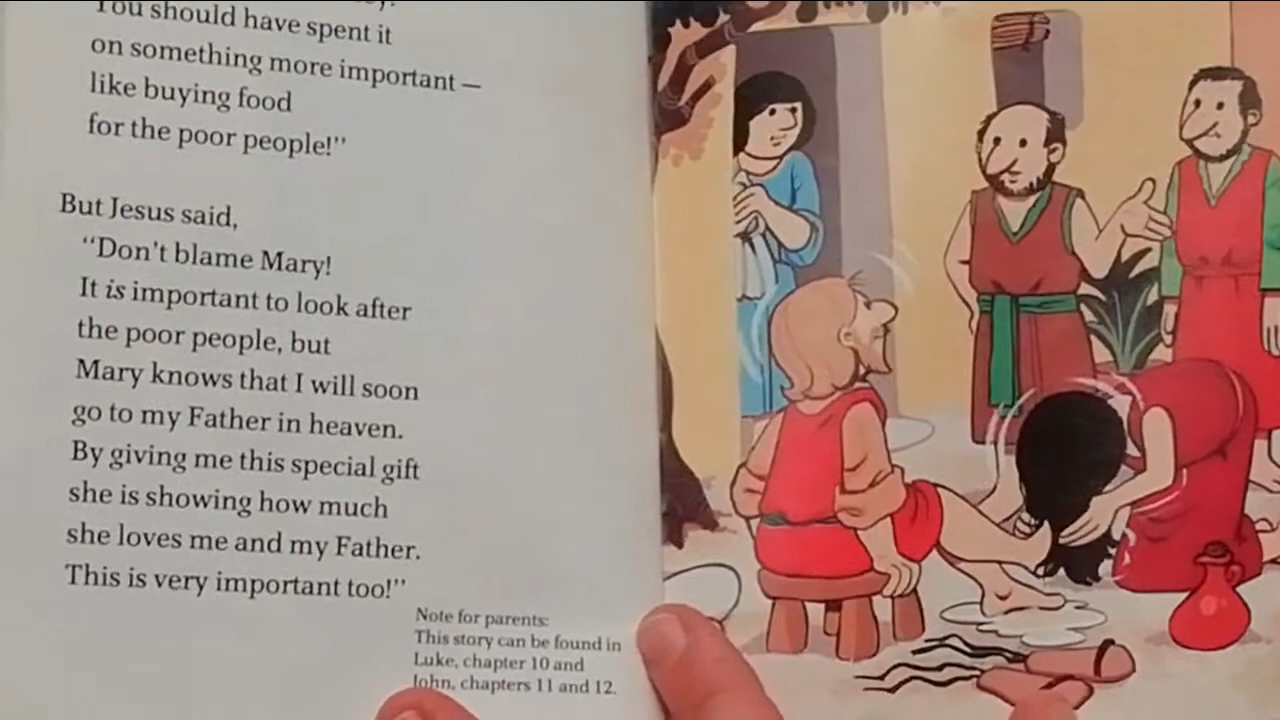 You should have spent it
on something more important —
like buying food
for the poor people!"
But Jesus said,
"Don't blame Mary!
It is important to look after
the poor people, but
Mary knows that I will soon
go to my Father in heaven.
By giving me this special gift
she is showing how much
she loves me and my Father.
This is very important too!"
Note for parents:
This story can be found in
Luke, chapter 10 and
John, chapters 11 and 12.